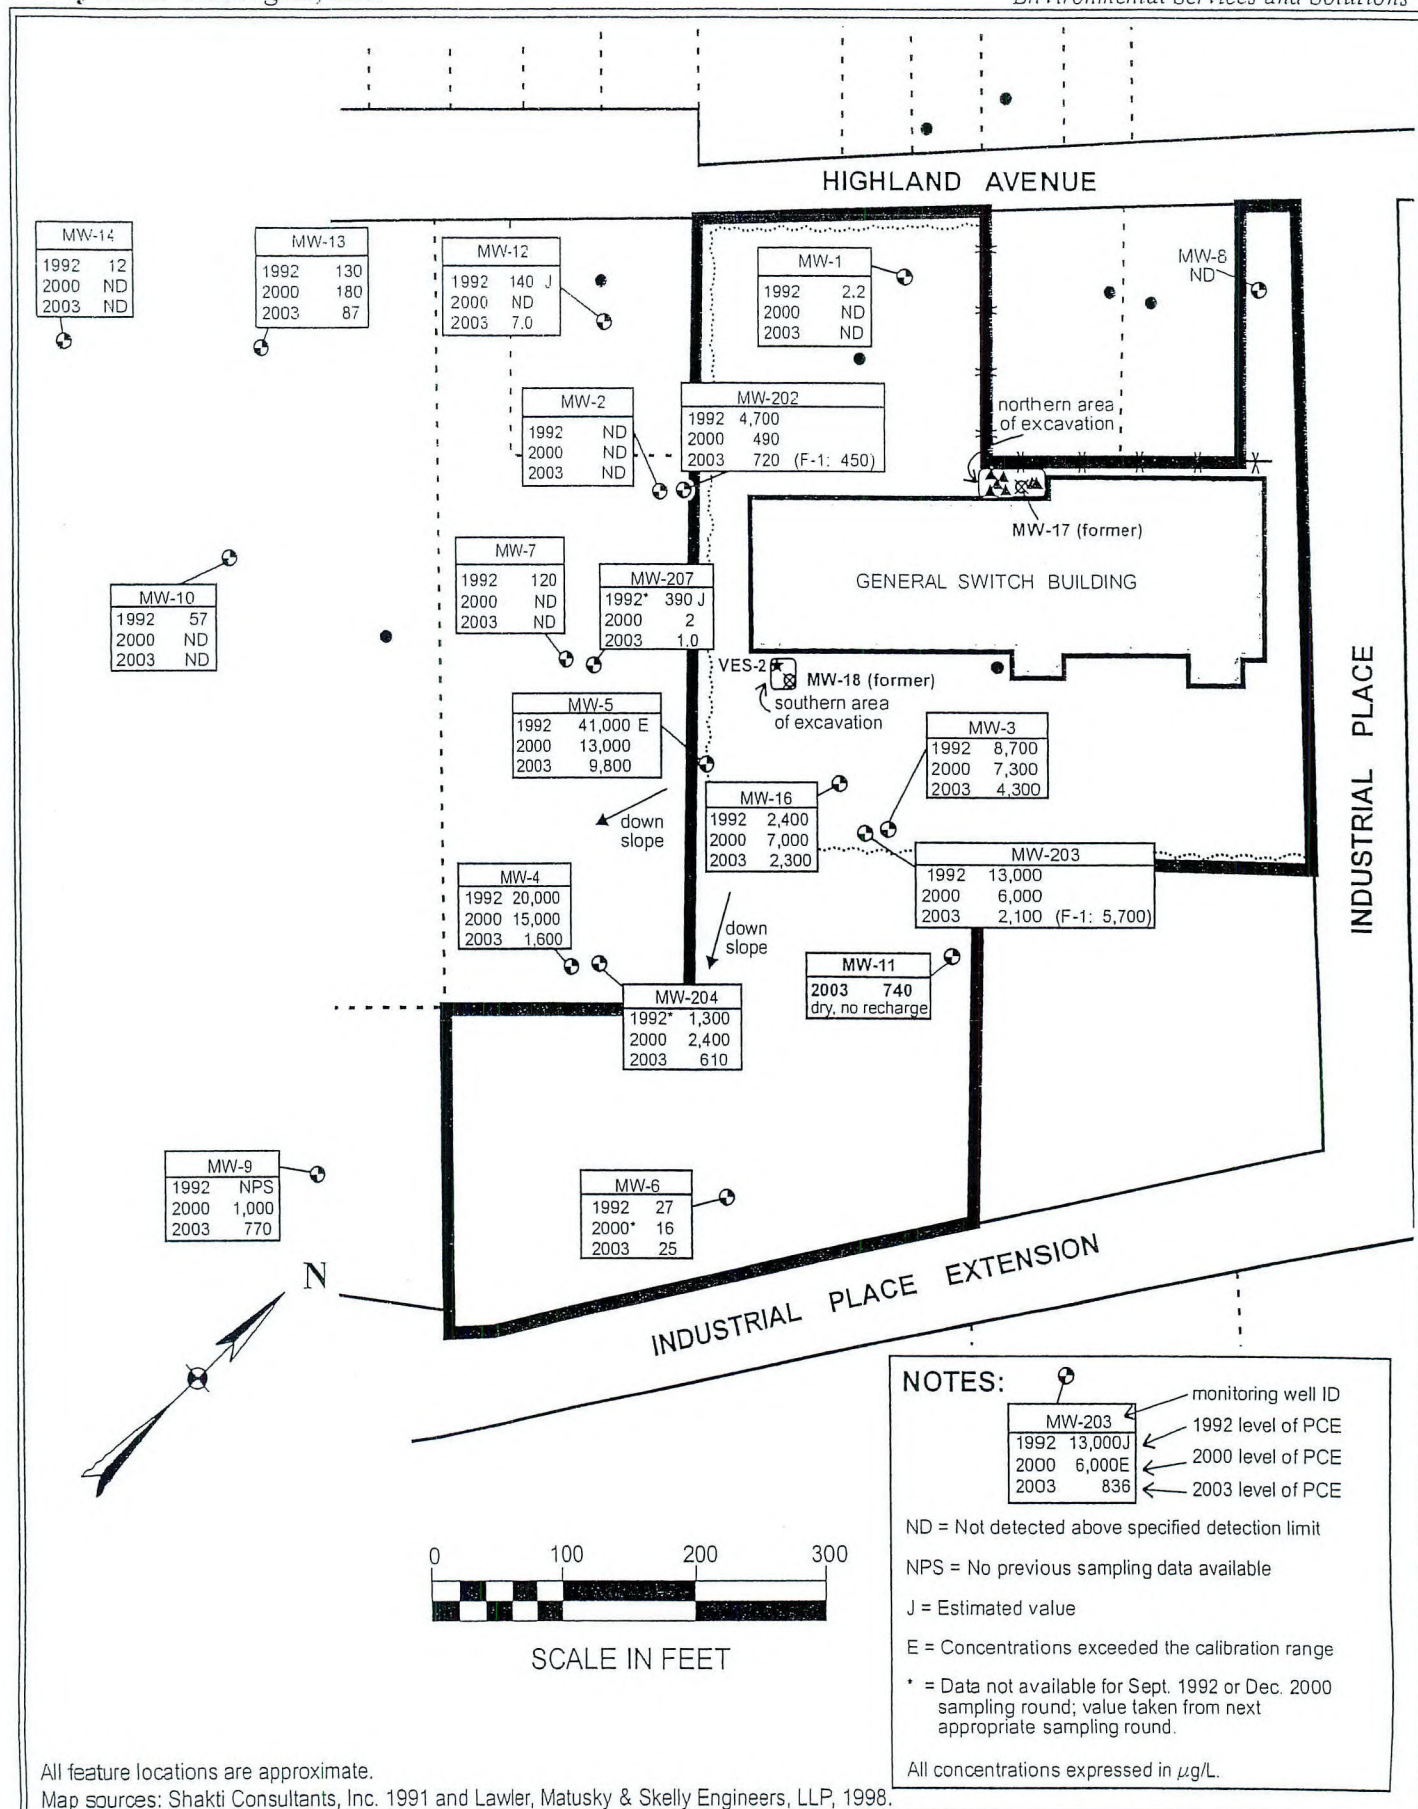 Environmental Services and Solutions
HIGHLAND AVENUE
MW-14
1992 12
2000 ND
2003 ND
MW-13
1992 130
2000 180
2003 87
MW-12
1992 140 J
2000 ND
2003 7.0
MW-1
1992 2.2
2000 ND
2003 ND
MW-8
ND
MW-2
1992 ND
2000 ND
2003 ND
MW-202
1992 4,700
2000 490
2003 720 (F-1: 450)
northern area
of excavation
MW-17 (former)
GENERAL SWITCH BUILDING
MW-7
1992 120
2000 ND
2003 ND
MW-207
1992* 390 J
2000 2
2003 1.0
MW-10
1992 57
2000 ND
2003 ND
VES-2
MW-18 (former)
southern area
of excavation
INDUSTRIAL PLACE
MW-5
1992 41,000 E
2000 13,000
2003 9,800
MW-3
1992 8,700
2000 7,300
2003 4,300
MW-16
1992 2,400
2000 7,000
2003 2,300
down
slope
MW-203
1992 13,000
2000 6,000
2003 2,100 (F-1: 5,700)
MW-4
1992 20,000
2000 15,000
2003 1,600
down
slope
MW-11
2003 740
dry, no recharge
MW-204
1992* 1,300
2000 2,400
2003 610
MW-9
1992 NPS
2000 1,000
2003 770
MW-6
1992 27
2000* 16
2003 25
N
INDUSTRIAL PLACE EXTENSION
NOTES:
MW-203
1992 13,000J
2000 6,000E
2003 836
monitoring well ID
1992 level of PCE
2000 level of PCE
2003 level of PCE
ND = Not detected above specified detection limit
NPS = No previous sampling data available
J = Estimated value
E = Concentrations exceeded the calibration range
* = Data not available for Sept. 1992 or Dec. 2000
sampling round; value taken from next
appropriate sampling round.
All concentrations expressed in µg/L.
0 100 200 300
SCALE IN FEET
All feature locations are approximate.
Map sources: Shakti Consultants, Inc. 1991 and Lawler, Matusky & Skelly Engineers, LLP, 1998.